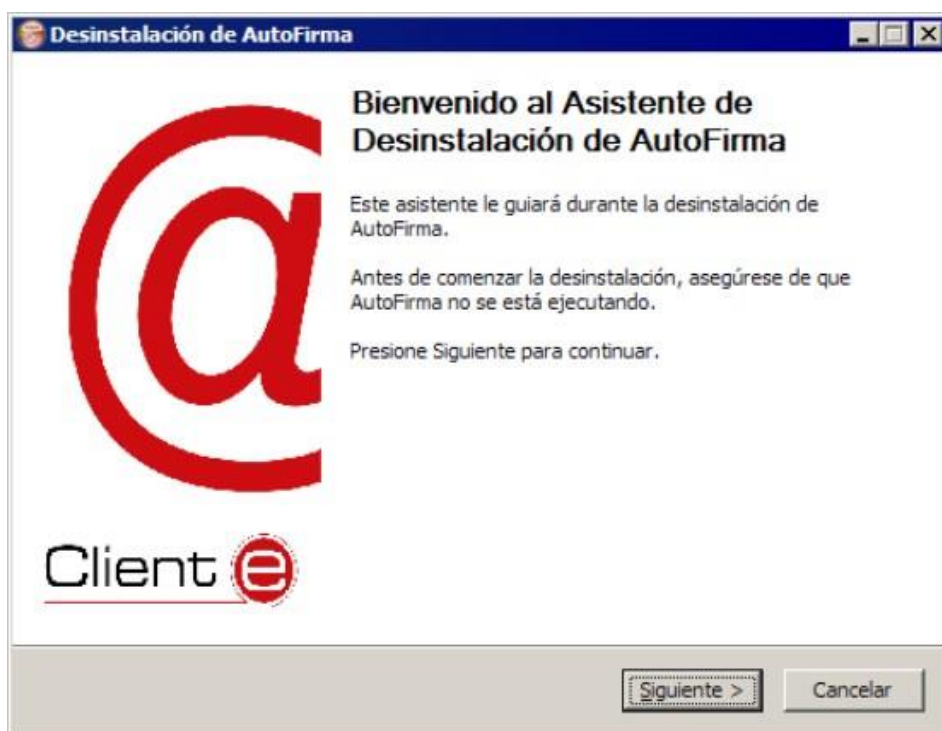 Desinstalación de AutoFirma
Bienvenido al Asistente de
Desinstalación de AutoFirma
Este asistente le guiará durante la desinstalación de
AutoFirma.
Antes de comenzar la desinstalación, asegúrese de que
AutoFirma no se está ejecutando.
Presione Siguiente para continuar.
@
Client e
Siguiente >
Cancelar